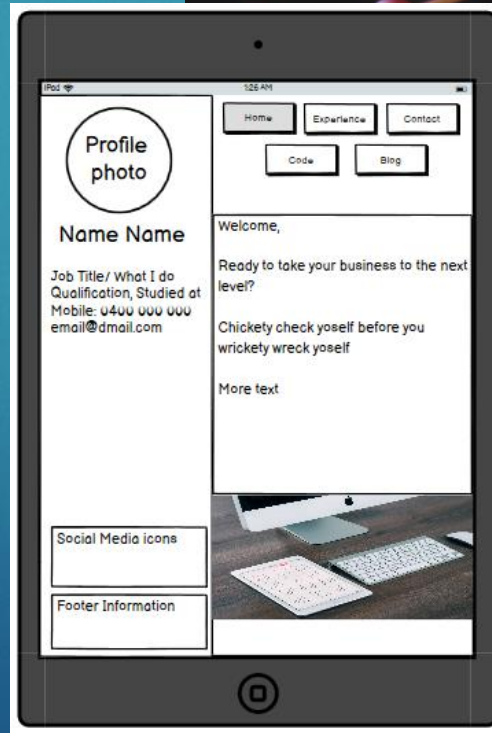 iPad
1:26 AM
Profile
photo
Name Name
Job Title/ What I do
Qualification, Studied at
Mobile: 0400 000 000
email@dmail.com
Social Media icons
Footer Information
Home
Experience
Contact
Code
Blog
Welcome,
Ready to take your business to the next
level?
Chickety check yoself before you
wrickety wreck yoself
More text